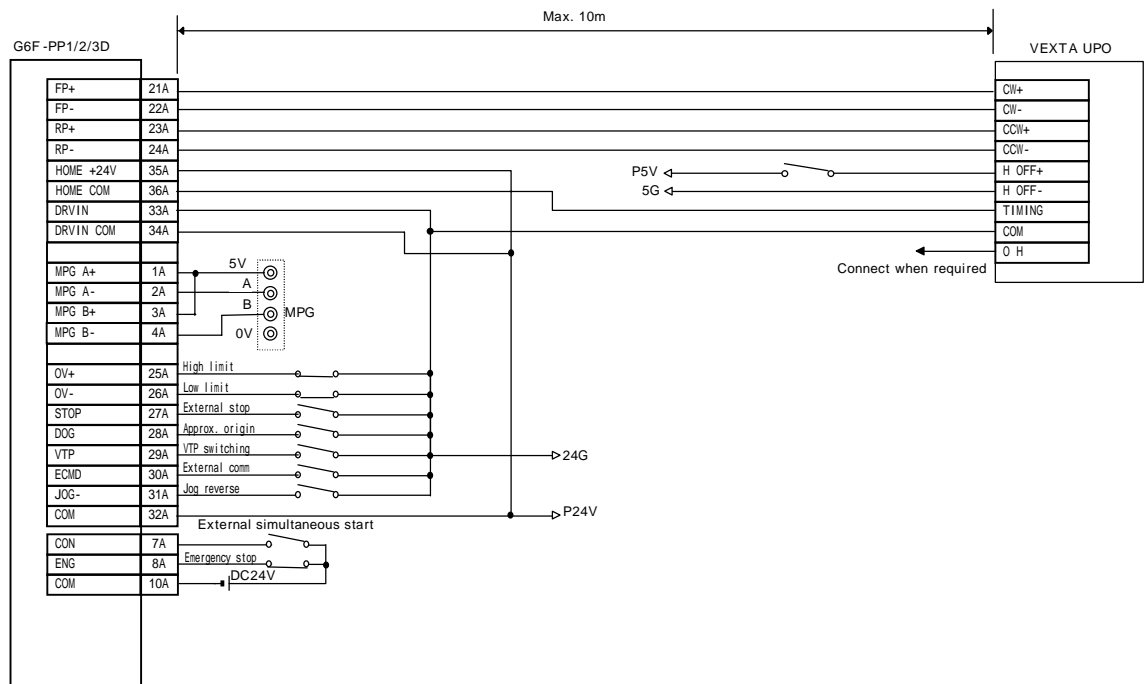 Max. 10m
G6F-PP1/2/3D
VEXTA UPO
FP+ 21A CW+
FP- 22A CW-
RP+ 23A CCW+
RP- 24A CCW-
HOME +24V 35A P5V H OFF+
HOME COM 36A 5G H OFF-
DRVIN 33A TIMING
DRVIN COM 34A COM
O H
Connect when required
MPG A+ 1A 5V
MPG A- 2A A
MPG B+ 3A B MPG
MPG B- 4A 0V
OV+ 25A High limit
OV- 26A Low limit
STOP 27A External stop
DOG 28A Approx. origin
VTP 29A VTP switching 24G
ECMD 30A External comm
JOG- 31A Jog reverse
COM 32A P24V
External simultaneous start
CON 7A
ENG 8A Emergency stop
COM 10A DC24V